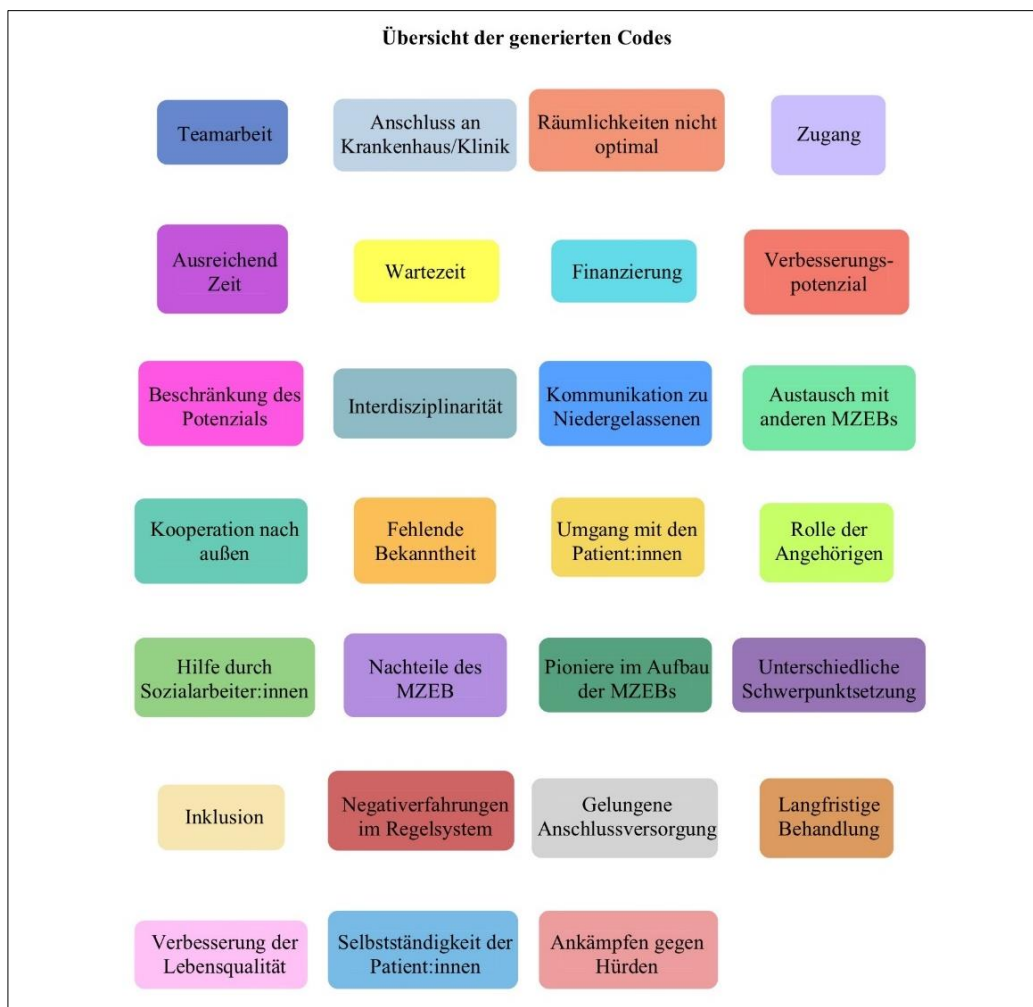 Übersicht der generierten Codes
Teamarbeit
Anschluss an
Krankenhaus/Klinik
Räumlichkeiten nicht
optimal
Zugang
Ausreichend
Zeit
Wartezeit
Finanzierung
Verbesserungs-
potenzial
Beschränkung des
Potenzials
Interdisziplinarität
Kommunikation zu
Niedergelassenen
Austausch mit
anderen MZEBs
Kooperation nach
außen
Fehlende
Bekanntheit
Umgang mit den
Patient:innen
Rolle der
Angehörigen
Hilfe durch
Sozialarbeiter:innen
Nachteile des
MZEB
Pioniere im Aufbau
der MZEBs
Unterschiedliche
Schwerpunktsetzung
Inklusion
Negativerfahrungen
im Regelsystem
Gelungene
Anschlussversorgung
Langfristige
Behandlung
Verbesserung der
Lebensqualität
Selbstständigkeit der
Patient:innen
Ankämpfen gegen
Hürden